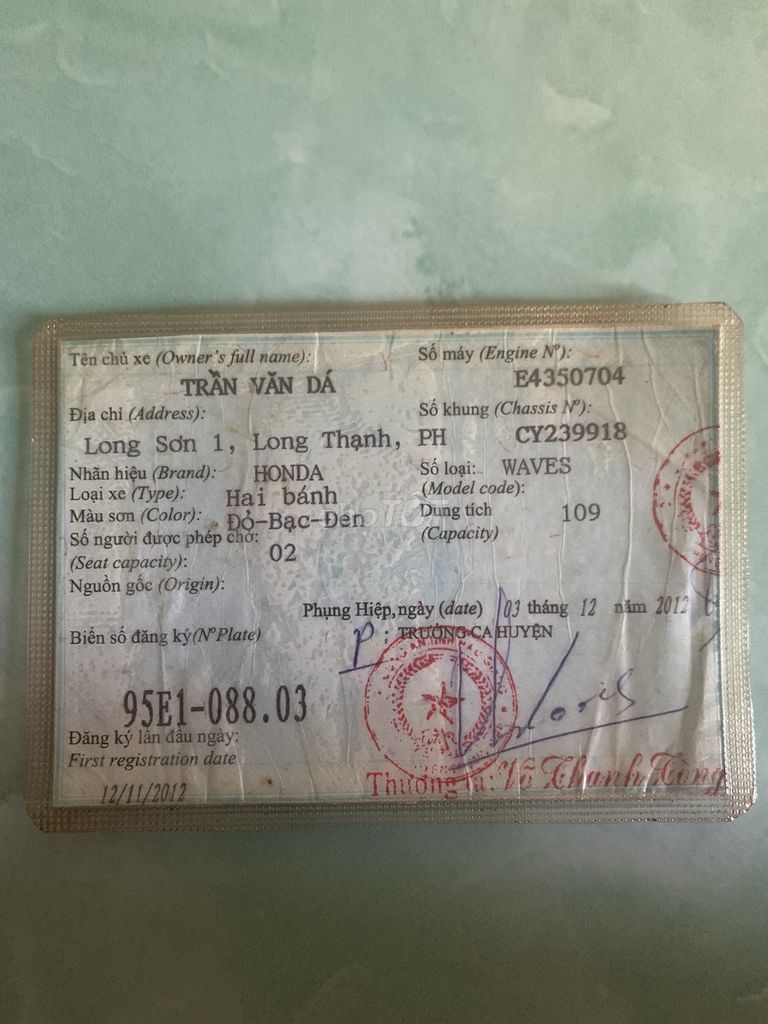 Tên chủ xe (Owner's full name):
TRẦN VĂN DÁ
Số máy (Engine Nº):
E4350704
Địa chỉ (Address):
Long Sơn 1, Long Thạnh, PH
Số khung (Chassis Nº):
CY239918
Nhãn hiệu (Brand): HONDA
Số loại: WAVES
(Model code):
Loại xe (Type): Hai bánh
Màu sơn (Color): Đỏ-Bạc-Đen
Dung tích 109
(Capacity)
Số người được phép chở: 02
(Seat capacity):
Nguồn gốc (Origin):
Phụng Hiệp, ngày (date) 03 tháng 12 năm 2012
Biển số đăng ký (Nº Plate)
P : TRƯỞNG CA HUYỆN
95E1-088.03
Đăng ký lần đầu ngày:
First registration date
12/11/2012
Thượng tá: Võ Thanh Tòng